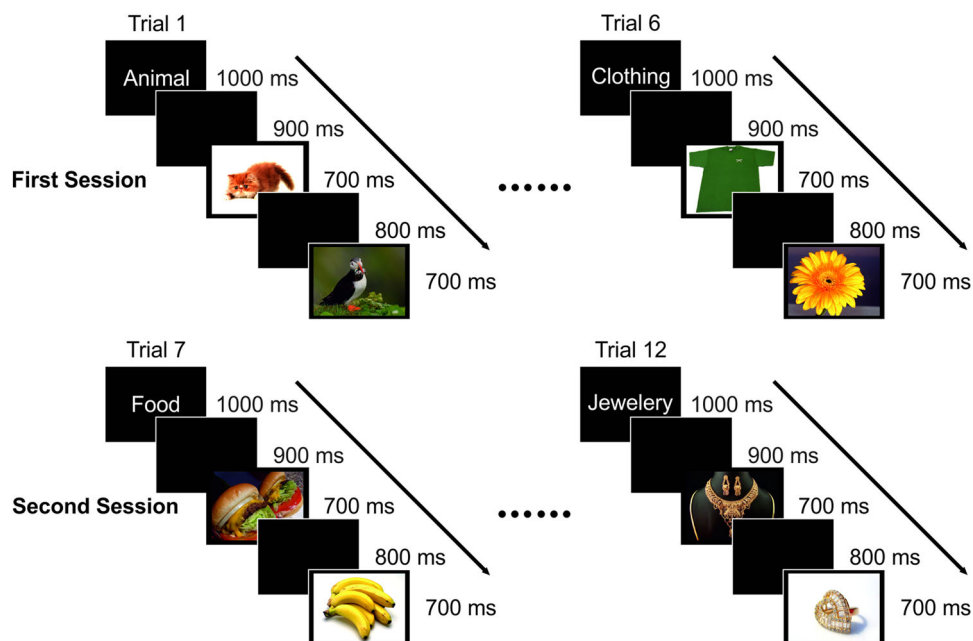 Trial 1
Animal
1000 ms
900 ms
First Session
700 ms
800 ms
700 ms
Trial 6
Clothing
1000 ms
900 ms
700 ms
800 ms
700 ms
......
Trial 7
Food
1000 ms
900 ms
Second Session
700 ms
800 ms
700 ms
Trial 12
Jewelery
1000 ms
900 ms
700 ms
800 ms
700 ms
......